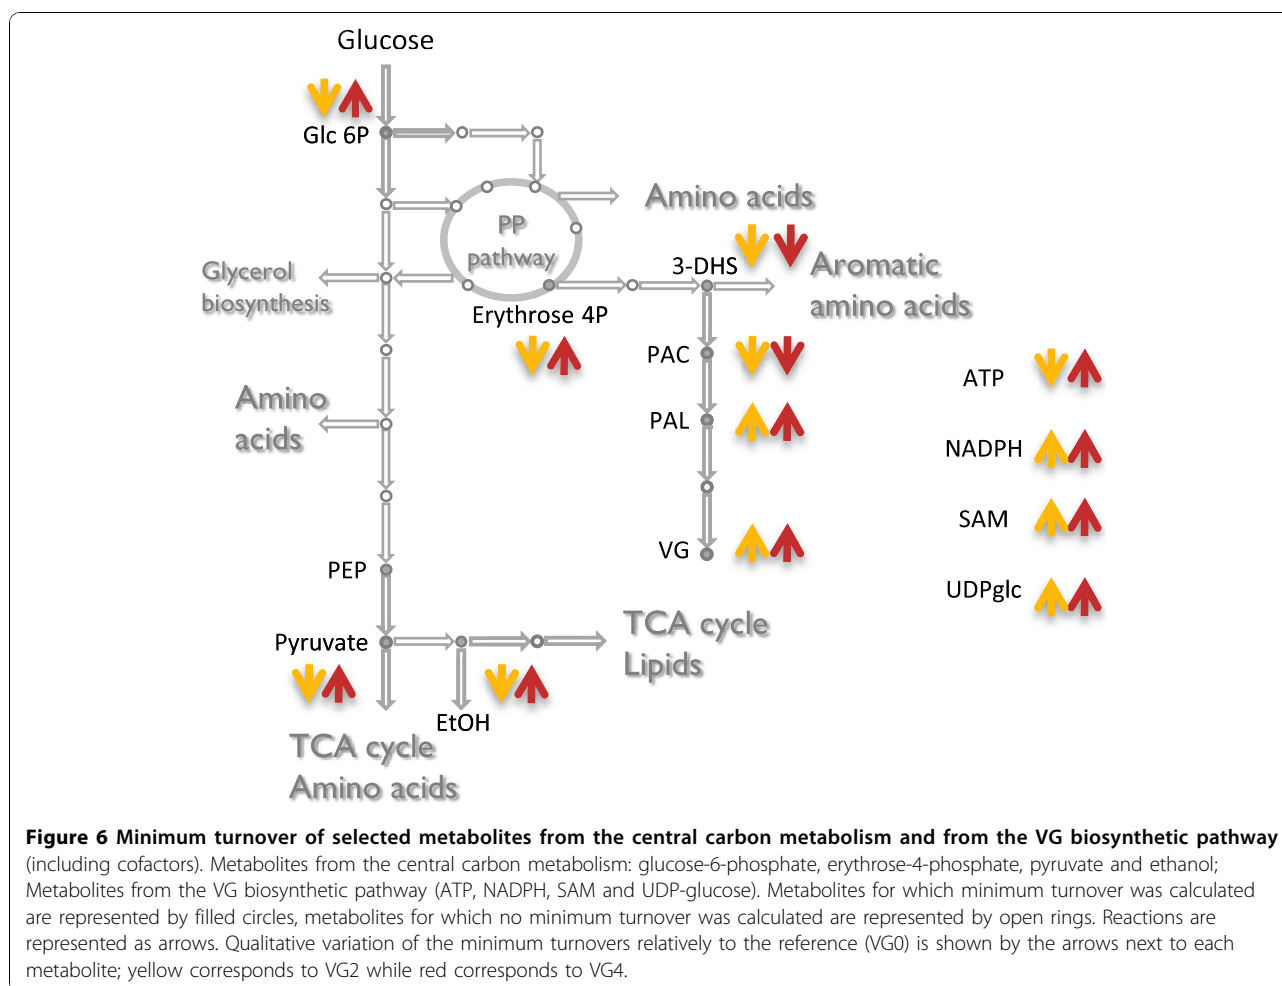 Glucose
Glc 6P
Amino acids
PP
pathway
3-DHS
Aromatic
amino acids
Glycerol
biosynthesis
Erythrose 4P
PAC
ATP
Amino
acids
PAL
NADPH
SAM
VG
PEP
UDPglc
TCA cycle
Lipids
Pyruvate
EtOH
TCA cycle
Amino acids
Figure 6 Minimum turnover of selected metabolites from the central carbon metabolism and from the VG biosynthetic pathway
(including cofactors). Metabolites from the central carbon metabolism: glucose-6-phosphate, erythrose-4-phosphate, pyruvate and ethanol;
Metabolites from the VG biosynthetic pathway (ATP, NADPH, SAM and UDP-glucose). Metabolites for which minimum turnover was calculated
are represented by filled circles, metabolites for which no minimum turnover was calculated are represented by open rings. Reactions are
represented as arrows. Qualitative variation of the minimum turnovers relatively to the reference (VG0) is shown by the arrows next to each
metabolite; yellow corresponds to VG2 while red corresponds to VG4.